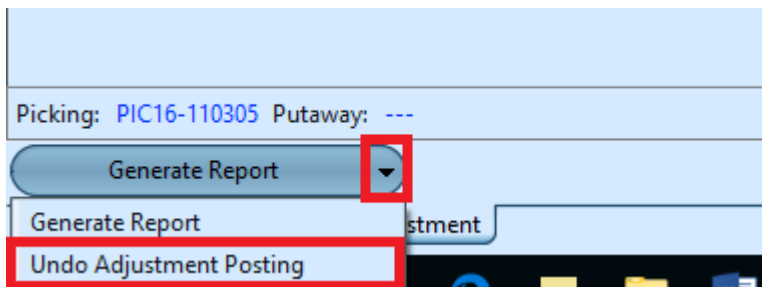 Picking: PIC16-110305 Putaway: ---
Generate Report
Generate Report
stment
Undo Adjustment Posting